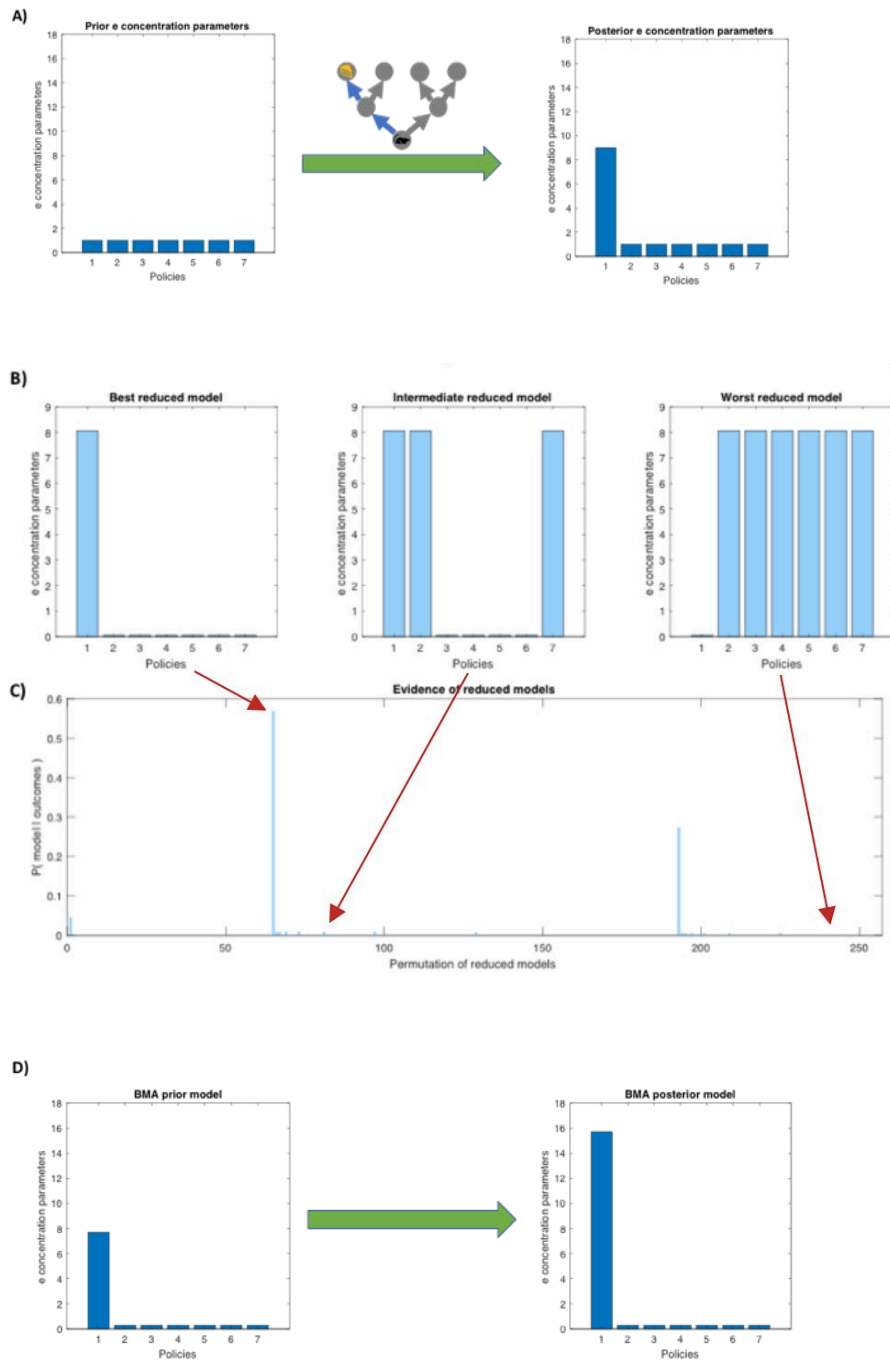 A)
Prior e concentration parameters
e concentration parameters
18
16
14
12
10
8
6
4
2
0
1 2 3 4 5 6 7
Policies
Posterior e concentration parameters
e concentration parameters
18
16
14
12
10
8
6
4
2
0
1 2 3 4 5 6 7
Policies
B)
Best reduced model
e concentration parameters
9
8
7
6
5
4
3
2
1
0
1 2 3 4 5 6 7
Policies
Intermediate reduced model
e concentration parameters
9
8
7
6
5
4
3
2
1
0
1 2 3 4 5 6 7
Policies
Worst reduced model
e concentration parameters
9
8
7
6
5
4
3
2
1
0
1 2 3 4 5 6 7
Policies
C)
Evidence of reduced models
P( model | outcomes )
0.6
0.5
0.4
0.3
0.2
0.1
0
0 50 100 150 200 250
Permutation of reduced models
D)
BMA prior model
e concentration parameters
18
16
14
12
10
8
6
4
2
0
1 2 3 4 5 6 7
Policies
BMA posterior model
e concentration parameters
18
16
14
12
10
8
6
4
2
0
1 2 3 4 5 6 7
Policies